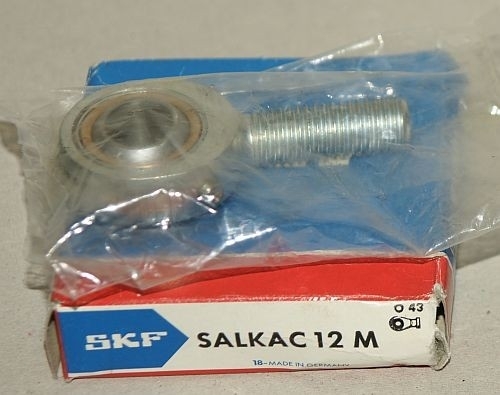 O 43
SKF SALKAC 12 M
18-MADE IN GERMANY